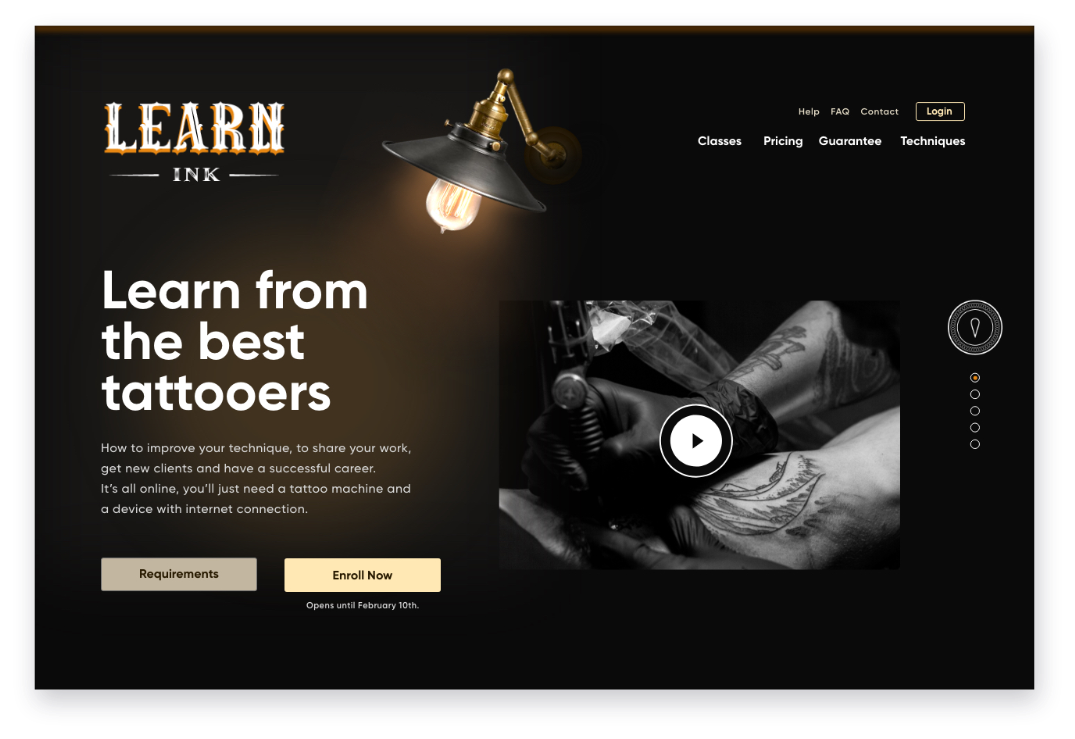 LEARN
INK
Help FAQ Contact Login
Classes Pricing Guarantee Techniques
Learn from
the best
tattooers
How to improve your technique, to share your work,
get new clients and have a successful career.
It's all online, you'll just need a tattoo machine and
a device with internet connection.
Requirements
Enroll Now
Opens until February 10th.